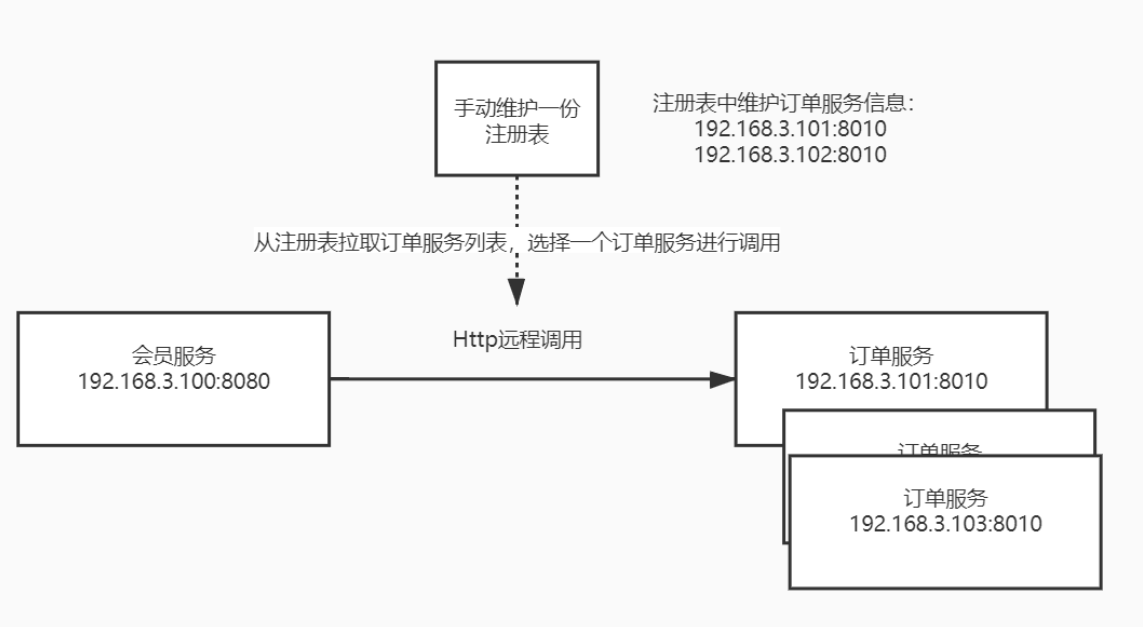 手动维护一份
注册表
注册表中维护订单服务信息：
192.168.3.101:8010
192.168.3.102:8010
从注册表拉取订单服务列表，选择一个订单服务进行调用
Http远程调用
会员服务
192.168.3.100:8080
订单服务
192.168.3.101:8010
订单服务
订单服务
192.168.3.103:8010